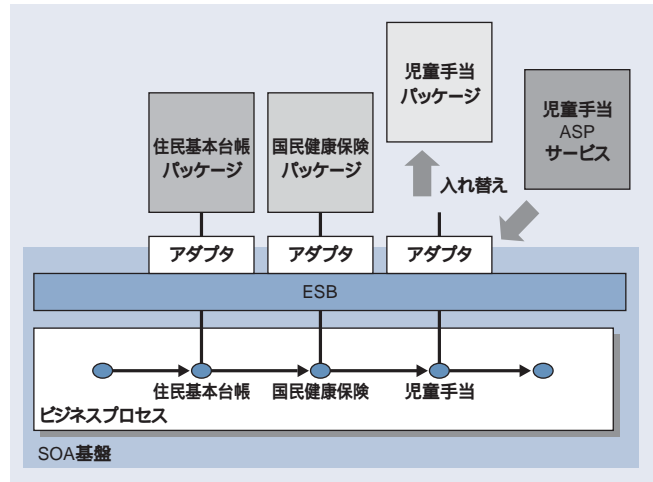 児童手当
パッケージ
児童手当
ASP
サービス
住民基本台帳
パッケージ
国民健康保険
パッケージ
入れ替え
アダプタ
アダプタ
アダプタ
ESB
住民基本台帳
国民健康保険
児童手当
ビジネスプロセス
SOA基盤